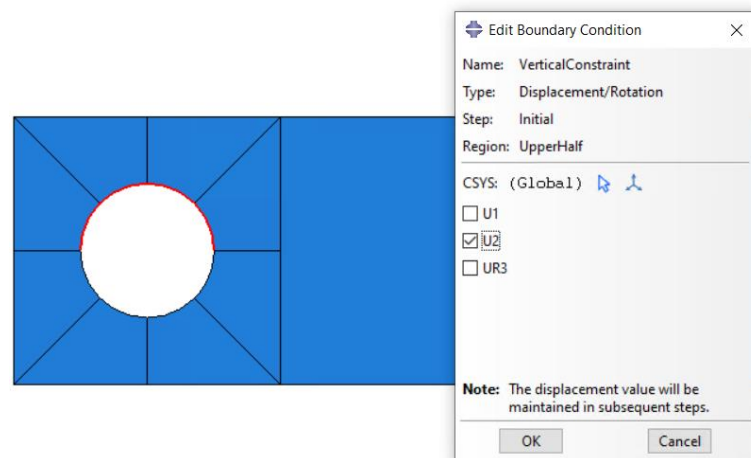 Edit Boundary Condition
Name: VerticalConstraint
Type: Displacement/Rotation
Step: Initial
Region: UpperHalf
CSYS: (Global)
U1
U2
UR3
Note: The displacement value will be
maintained in subsequent steps.
OK Cancel